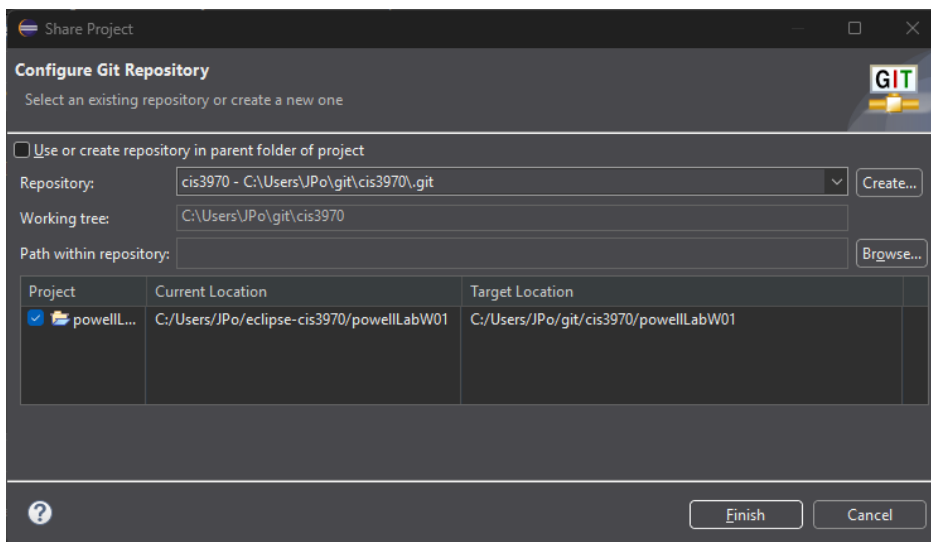 Share Project
Configure Git Repository
Select an existing repository or create a new one
GIT
Use or create repository in parent folder of project
Repository: cis3970 - C:\Users\JPo\git\cis3970\.git Create...
Working tree: C:\Users\JPo\git\cis3970
Path within repository: Browse...
Project Current Location Target Location
powellL... C:/Users/JPo/eclipse-cis3970/powellLabW01 C:/Users/JPo/git/cis3970/powellLabW01
? Finish Cancel